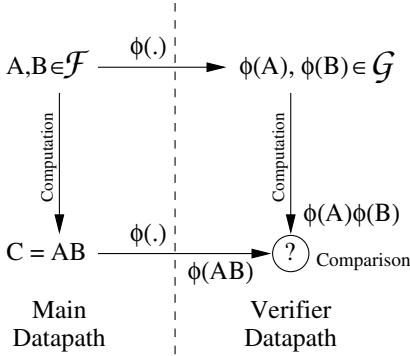 A,B∈ℱ
ϕ(.)
ϕ(A), ϕ(B)∈𝒢
Computation
Computation
ϕ(A)ϕ(B)
C = AB
ϕ(.)
ϕ(AB)
?
Comparison
Main
Datapath
Verifier
Datapath